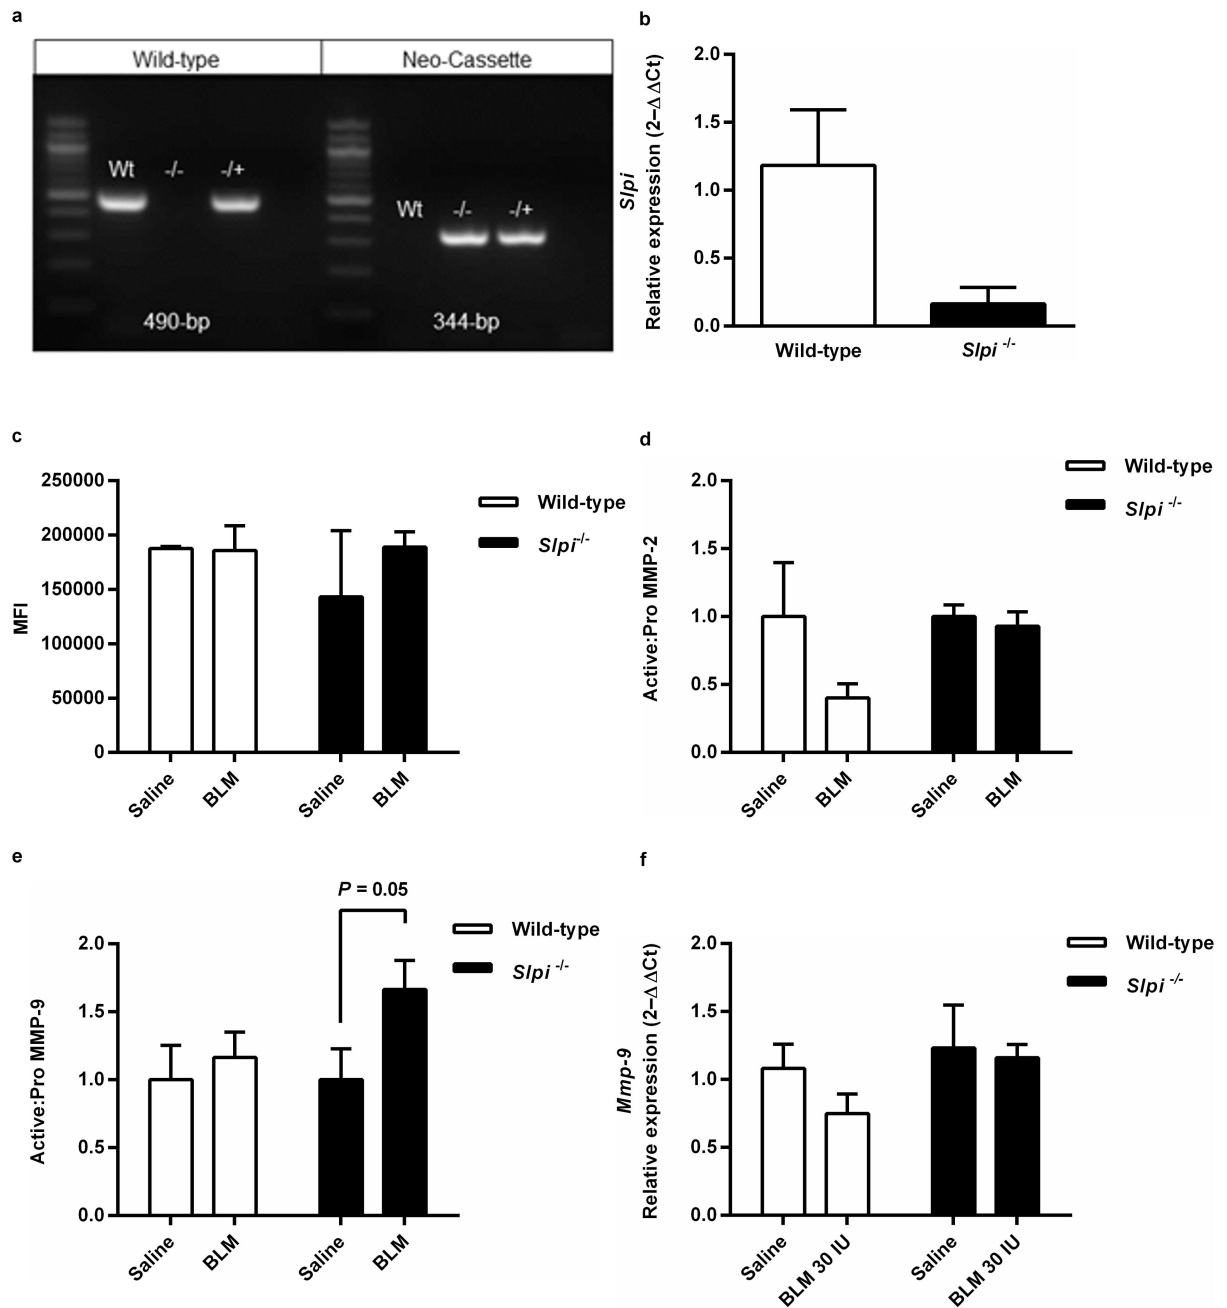 a
Wild-type Neo-Cassette
Wt -/- -/+
Wt -/- -/+
490-bp 344-bp
b
Slpi
Relative expression (2–ΔΔCt)
2.0
1.5
1.0
0.5
0.0
Wild-type Slpi -/-
c
MFI
250000
200000
150000
100000
50000
0
Saline BLM Saline BLM
Wild-type
Slpi-/-
d
Active:Pro MMP-2
2.0
1.5
1.0
0.5
0.0
Saline BLM Saline BLM
Wild-type
Slpi -/-
e
Active:Pro MMP-9
P = 0.05
2.0
1.5
1.0
0.5
0.0
Saline BLM Saline BLM
Wild-type
Slpi -/-
f
Mmp-9
Relative expression (2–ΔΔCt)
2.0
1.5
1.0
0.5
0.0
Saline BLM 30 IU Saline BLM 30 IU
Wild-type
Slpi -/-